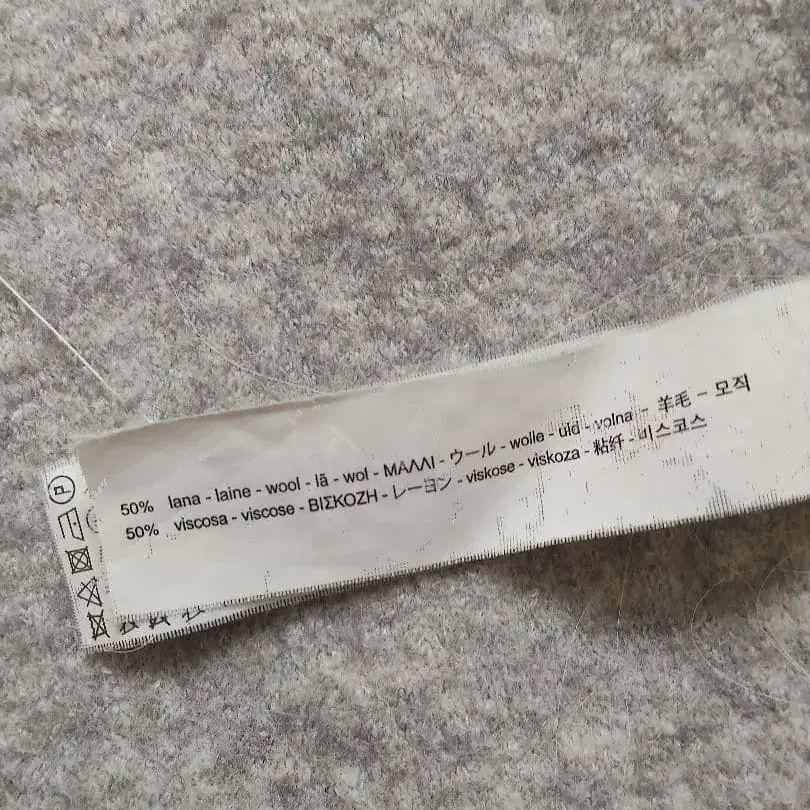 50% lana - laine - wool - lã - wol - ΜΑΛΛΙ - ウール - wolle - uld - volna - 羊毛 - 모직
50% viscosa - viscose - ΒΙΣΚΟΖΗ - レーヨン - viskose - viskoza - 粘纤 - 비스코스
P